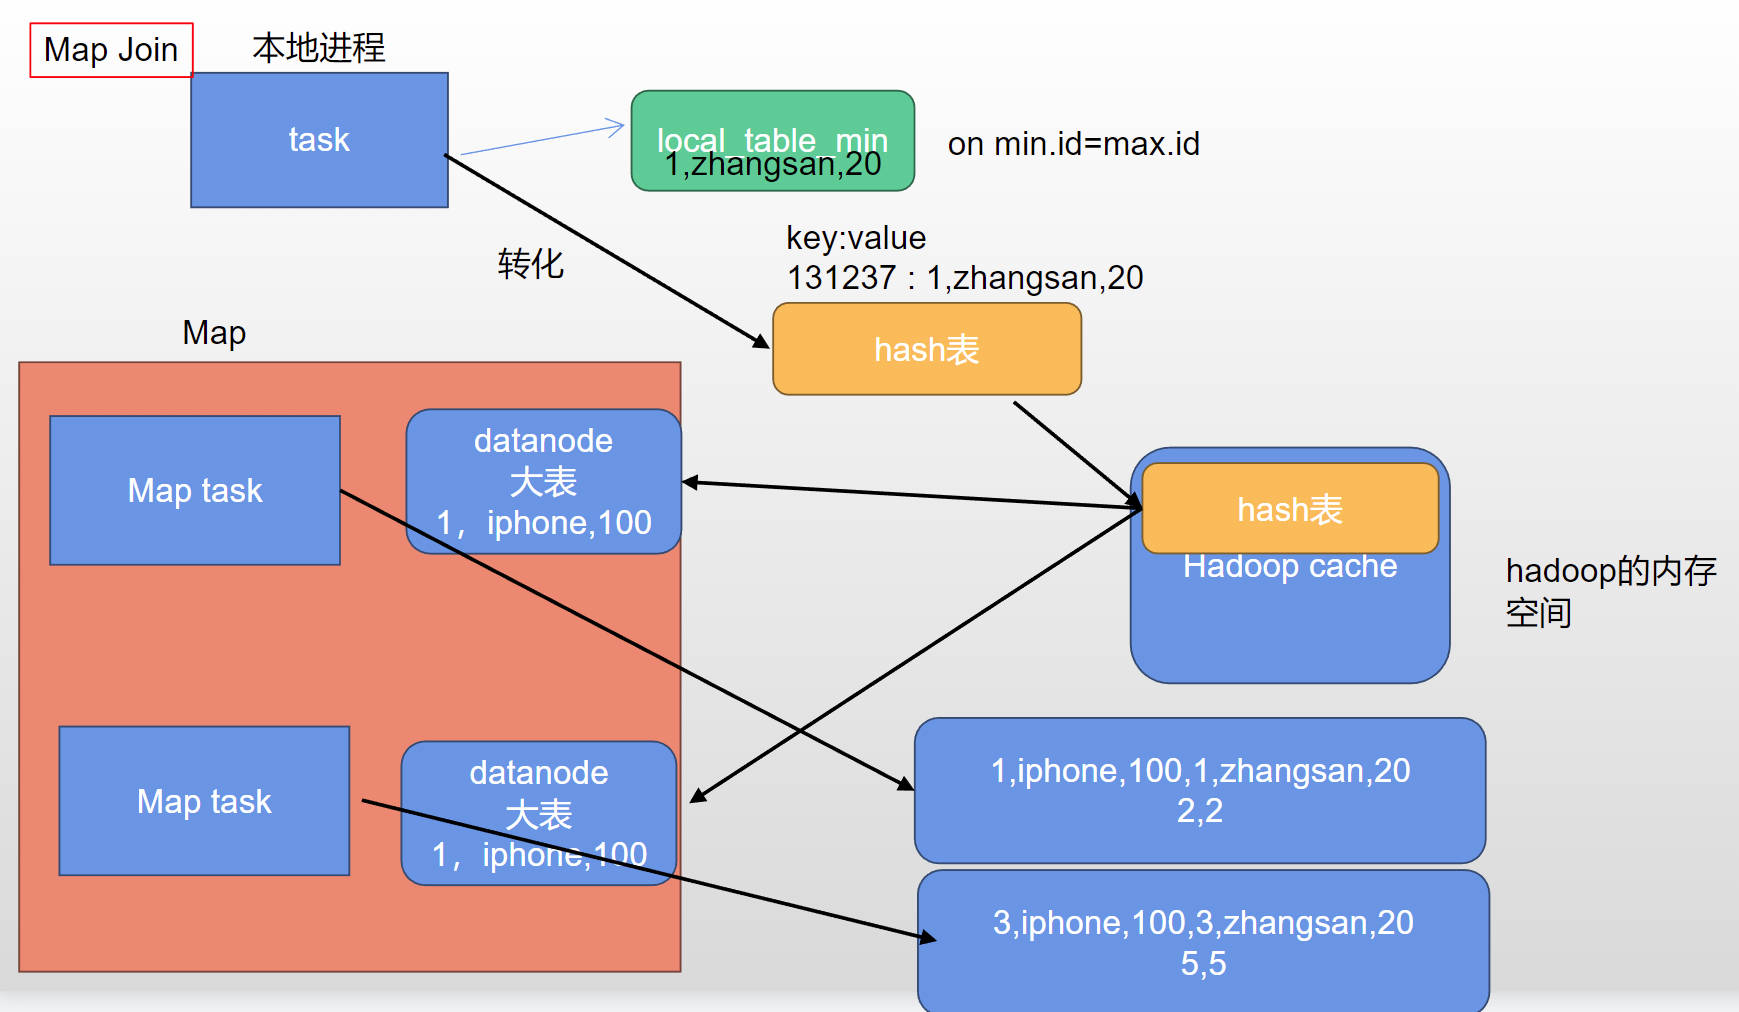 Map Join
本地进程
task
local_table_min
1,zhangsan,20
on min.id=max.id
key:value
131237 : 1,zhangsan,20
转化
hash表
Map
Map task
datanode
大表
1，iphone,100
hash表
Hadoop cache
hadoop的内存
空间
Map task
datanode
大表
1，iphone,100
1,iphone,100,1,zhangsan,20
2,2
3,iphone,100,3,zhangsan,20
5,5